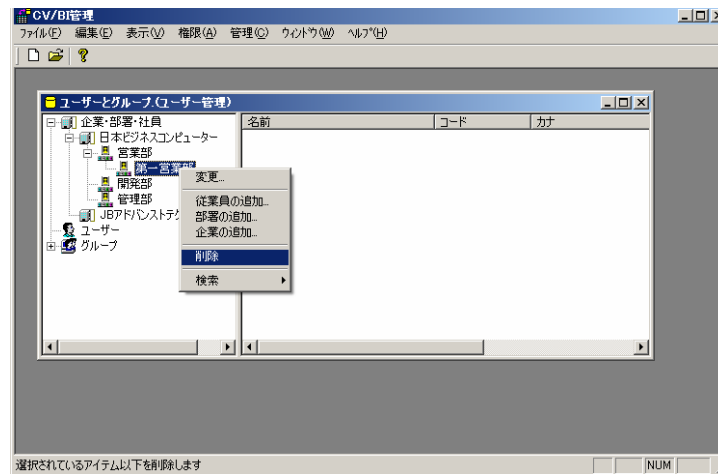 CV/BI管理
ファイル(F) 編集(E) 表示(V) 権限(A) 管理(C) ウィンドウ(W) ヘルプ(H)
ユーザーとグループ.(ユーザー管理)
企業・部署・社員
日本ビジネスコンピューター
営業部
第一営業部
開発部
管理部
JBアドバンストテク
ユーザー
グループ
名前 コード カナ
変更...
従業員の追加...
部署の追加...
企業の追加...
削除
検索
選択されているアイテム以下を削除します
NUM